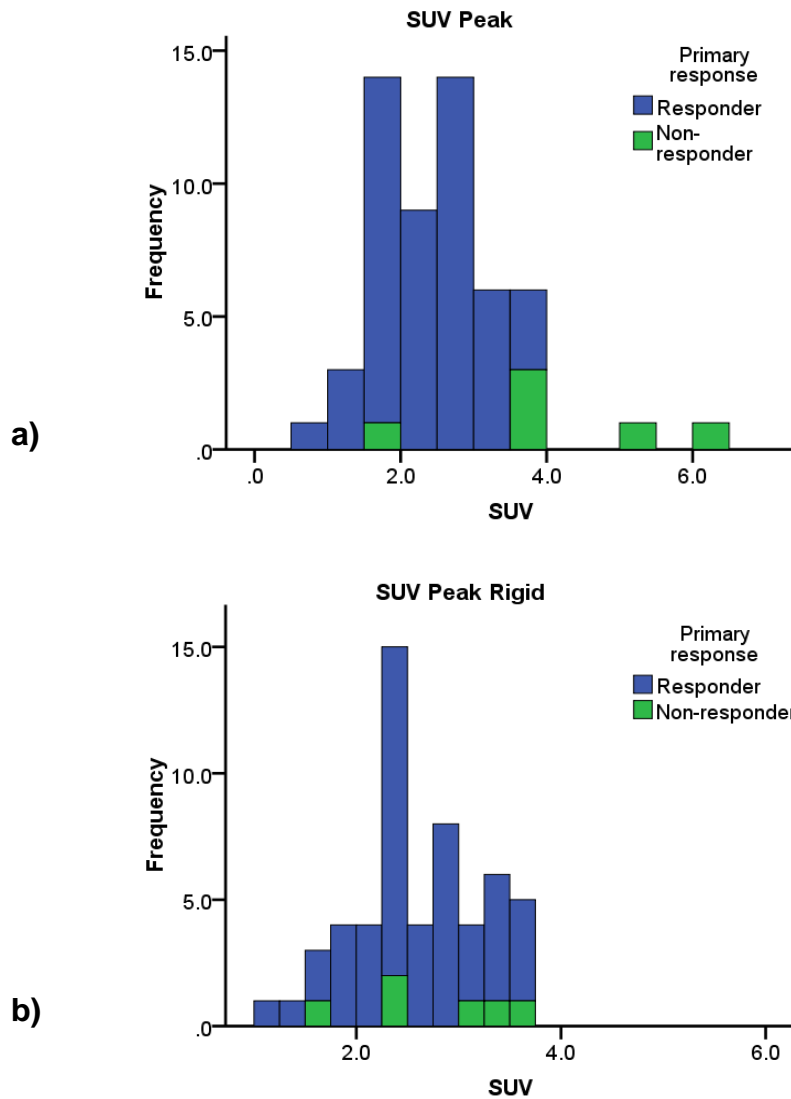 SUV Peak
15.0
10.0
5.0
.0
Frequency
.0
2.0
4.0
6.0
SUV
Primary
response
Responder
Non-
responder
a)
SUV Peak Rigid
15.0
10.0
5.0
.0
Frequency
2.0
4.0
6.0
SUV
Primary
response
Responder
Non-responder
b)